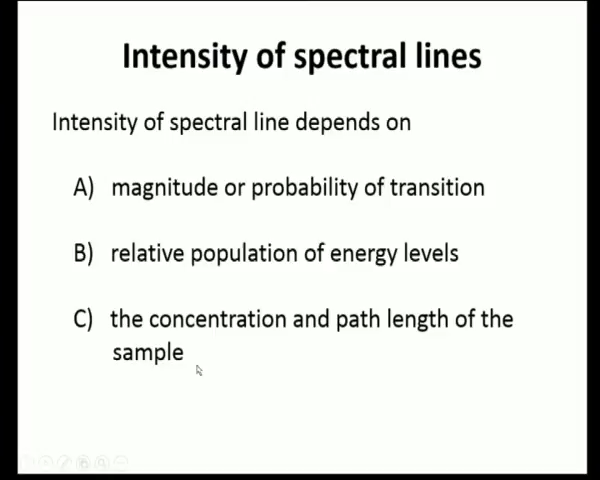 Intensity of spectral lines
Intensity of spectral line depends on
A) magnitude or probability of transition
B) relative population of energy levels
C) the concentration and path length of the
sample